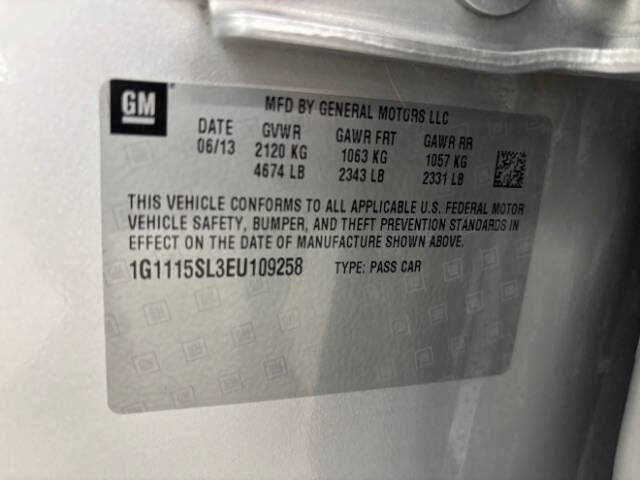 GM
MFD BY GENERAL MOTORS LLC
DATE GVWR GAWR FRT GAWR RR
06/13 2120 KG 1063 KG 1057 KG
4674 LB 2343 LB 2331 LB
THIS VEHICLE CONFORMS TO ALL APPLICABLE U.S. FEDERAL MOTOR
VEHICLE SAFETY, BUMPER, AND THEFT PREVENTION STANDARDS IN
EFFECT ON THE DATE OF MANUFACTURE SHOWN ABOVE.
1G1115SL3EU109258 TYPE: PASS CAR